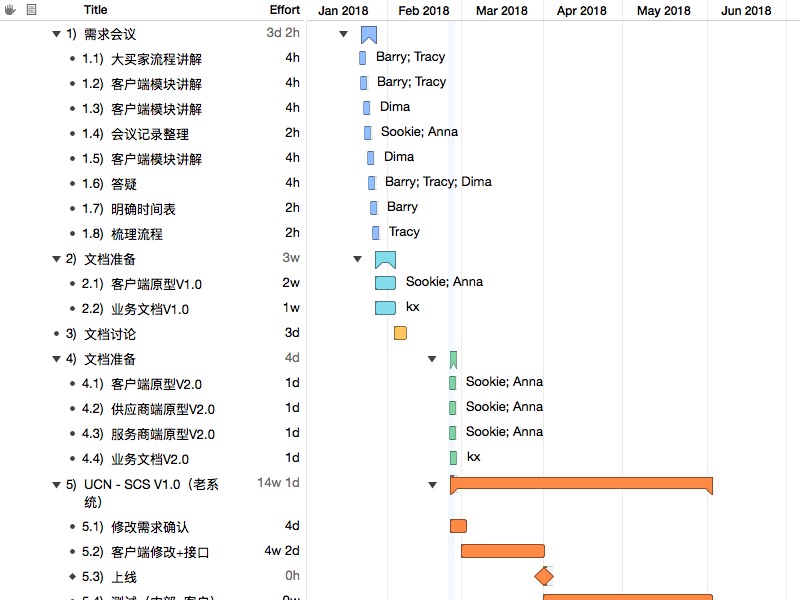 Title Effort Jan 2018 Feb 2018 Mar 2018 Apr 2018 May 2018 Jun 2018
1) 需求会议 3d 2h
1.1) 大买家流程讲解 4h Barry; Tracy
1.2) 客户端模块讲解 4h Barry; Tracy
1.3) 客户端模块讲解 4h Dima
1.4) 会议记录整理 2h Sookie; Anna
1.5) 客户端模块讲解 4h Dima
1.6) 答疑 4h Barry; Tracy; Dima
1.7) 明确时间表 2h Barry
1.8) 梳理流程 2h Tracy
2) 文档准备 3w
2.1) 客户端原型V1.0 2w Sookie; Anna
2.2) 业务文档V1.0 1w kx
3) 文档讨论 3d
4) 文档准备 4d
4.1) 客户端原型V2.0 1d Sookie; Anna
4.2) 供应商端原型V2.0 1d Sookie; Anna
4.3) 服务商端原型V2.0 1d Sookie; Anna
4.4) 业务文档V2.0 1d kx
5) UCN - SCS V1.0（老系 14w 1d
统）
5.1) 修改需求确认 4d
5.2) 客户端修改+接口 4w 2d
5.3) 上线 0h